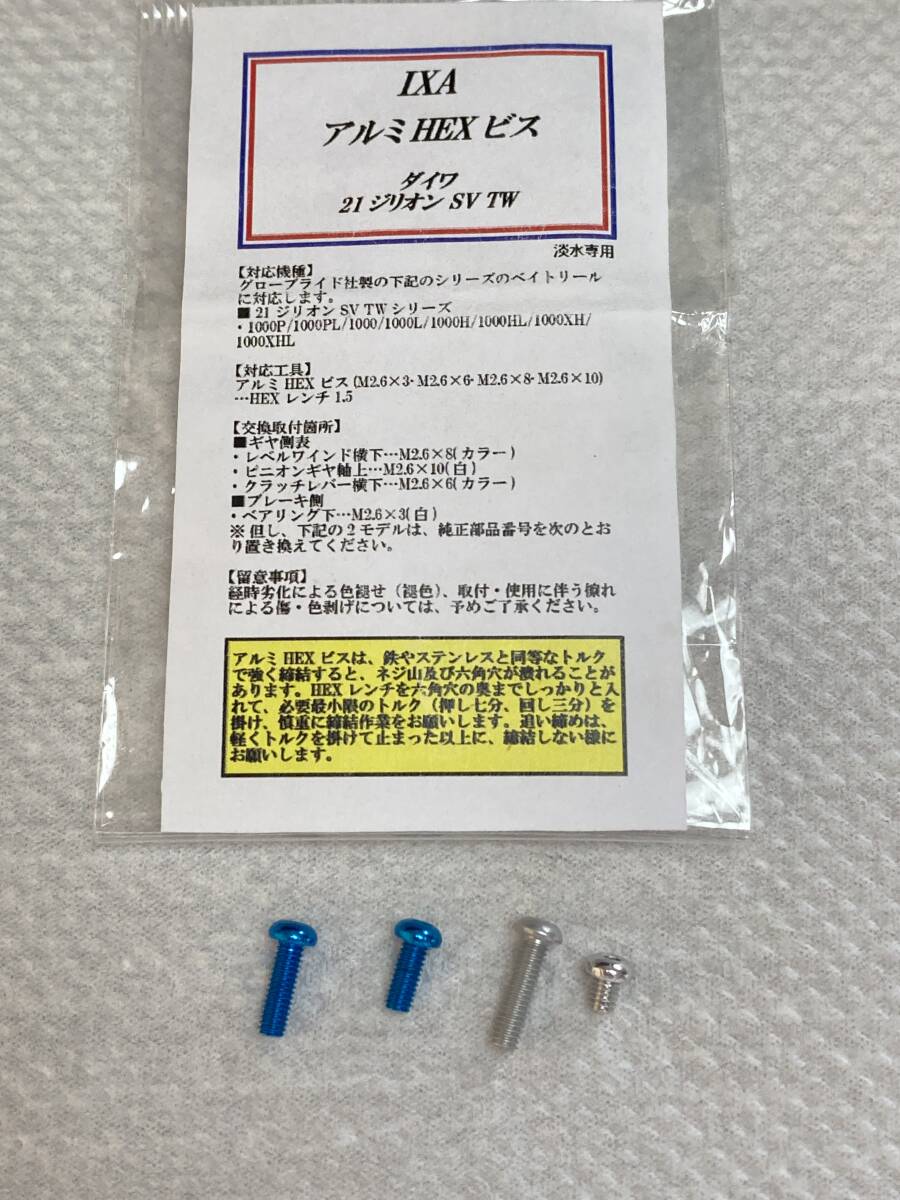 IXA
アルミ HEX ビス
ダイワ
21 ジリオン SV TW
淡水専用
【対応機種】
グローブライド社製の下記のシリーズのベイトリール
に対応します。
■ 21 ジリオン SV TW シリーズ
・1000P/1000PL/1000/1000L/1000H/1000HL/1000XH/
1000XHL
【対応工具】
アルミ HEX ビス (M2.6×3・M2.6×6・M2.6×8・M2.6×10)
…HEX レンチ 1.5
【交換取付箇所】
■ギヤ側表
・レベルワインド横下…M2.6×8(カラー)
・ピニオンギヤ軸上…M2.6×10(白)
・クラッチレバー横下…M2.6×6(カラー)
■ブレーキ側
・ベアリング下…M2.6×3(白)
※但し、下記の2モデルは、純正部品番号を次のとお
り置き換えてください。
【留意事項】
経時劣化による色褪せ（褪色）、取付・使用に伴う擦れ
による傷・色剥げについては、予めご了承ください。
アルミ HEX ビスは、鉄やステンレスと同等なトルク
で強く締結すると、ネジ山及び六角穴が潰れることが
あります。HEX レンチを六角穴の奥までしっかりと入
れて、必要最小限のトルク（押し七分、回し三分）を
掛け、慎重に締結作業をお願いします。追い締めは、
軽くトルクを掛けて止まった以上に、締結しない様に
お願いします。